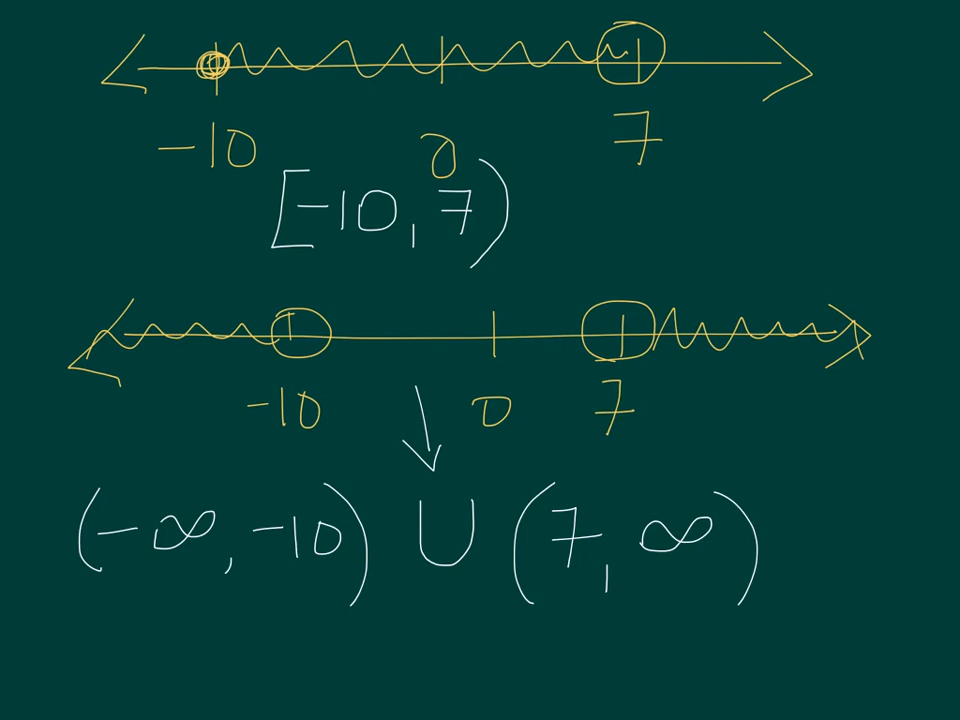 -10 0 7
[-10, 7)
-10 0 7
(-∞, -10) ∪ (7, ∞)